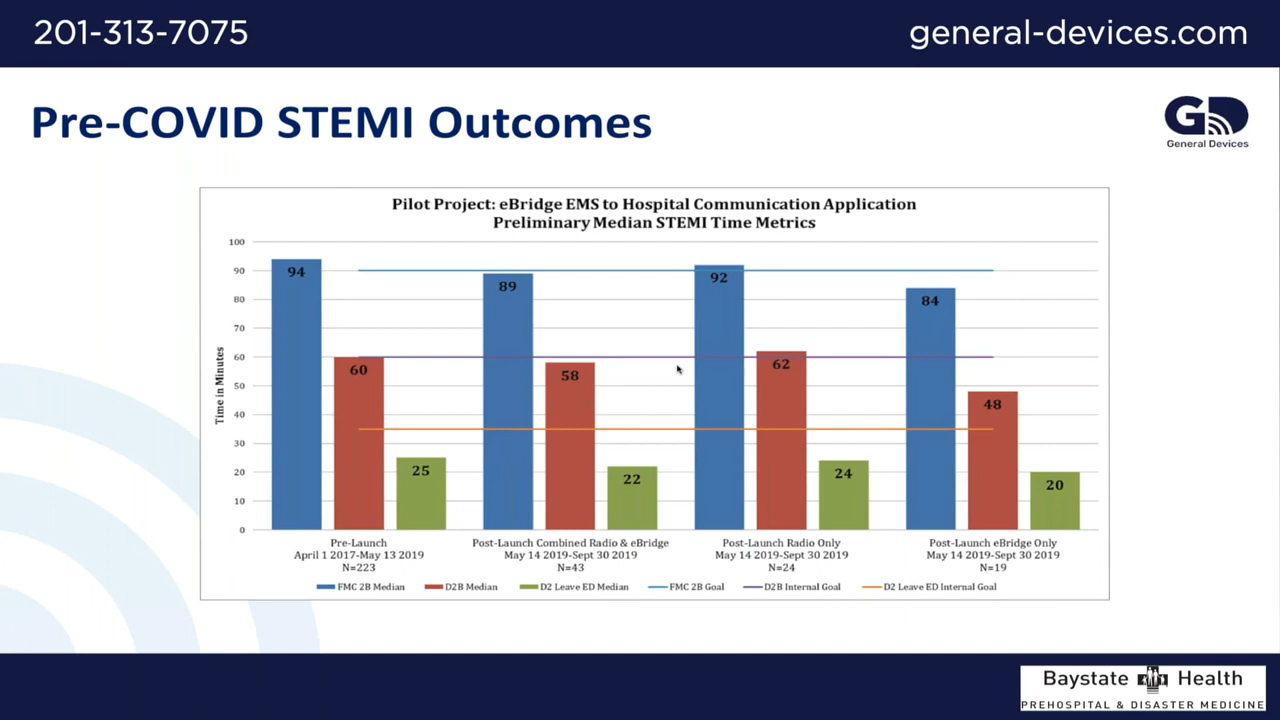 201-313-7075
general-devices.com
Pre-COVID STEMI Outcomes
GD
General Devices
Pilot Project: eBridge EMS to Hospital Communication Application
Preliminary Median STEMI Time Metrics
Time in Minutes
100
90
80
70
60
50
40
30
20
10
0
94
60
25
89
58
22
92
62
24
84
48
20
Pre-Launch
April 1 2017-May 13 2019
N=223
Post-Launch Combined Radio & eBridge
May 14 2019-Sept 30 2019
N=43
Post-Launch Radio Only
May 14 2019-Sept 30 2019
N=24
Post-Launch eBridge Only
May 14 2019-Sept 30 2019
N=19
FMC 2B Median
D2B Median
D2 Leave ED Median
FMC 2B Goal
D2B Internal Goal
D2 Leave ED Internal Goal
Baystate Health
PREHOSPITAL & DISASTER MEDICINE